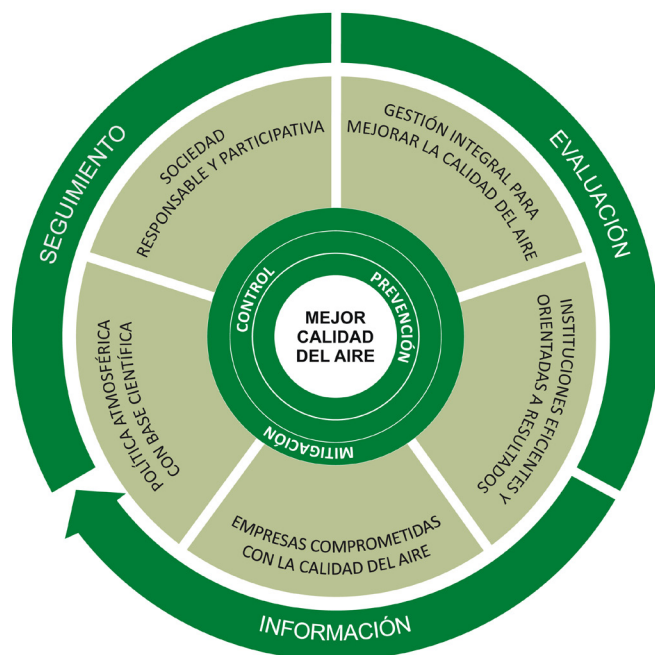 SEGUIMIENTO
EVALUACIÓN
INFORMACIÓN
SOCIEDAD
RESPONSABLE Y PARTICIPATIVA
GESTIÓN INTEGRAL PARA
MEJORAR LA CALIDAD DEL AIRE
INSTITUCIONES EFICIENTES Y
ORIENTADAS A RESULTADOS
EMPRESAS COMPROMETIDAS
CON LA CALIDAD DEL AIRE
POLÍTICA ATMOSFÉRICA
CON BASE CIENTÍFICA
CONTROL
PREVENCIÓN
MITIGACIÓN
MEJOR
CALIDAD
DEL AIRE